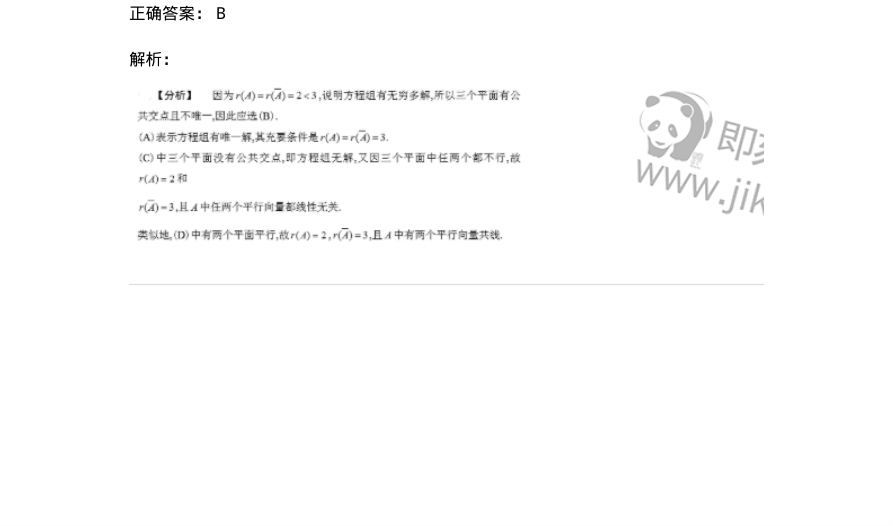 正确答案： B
解析：
【分析】 因为r(A)=r(A̅)=2<3,说明方程组有无穷多解,所以三个平面有公
共交点且不唯一,因此应选(B).
(A)表示方程组有唯一解,其充要条件是r(A)=r(A̅)=3.
(C)中三个平面没有公共交点,即方程组无解,又因三个平面中任两个都不行,故
r(A)=2和
r(A̅)=3,且A中任两个平行向量都线性无关.
类似地,(D)中有两个平面平行,故r(A)=2,r(A̅)=3,且A中有两个平行向量共线.
即
www.jik